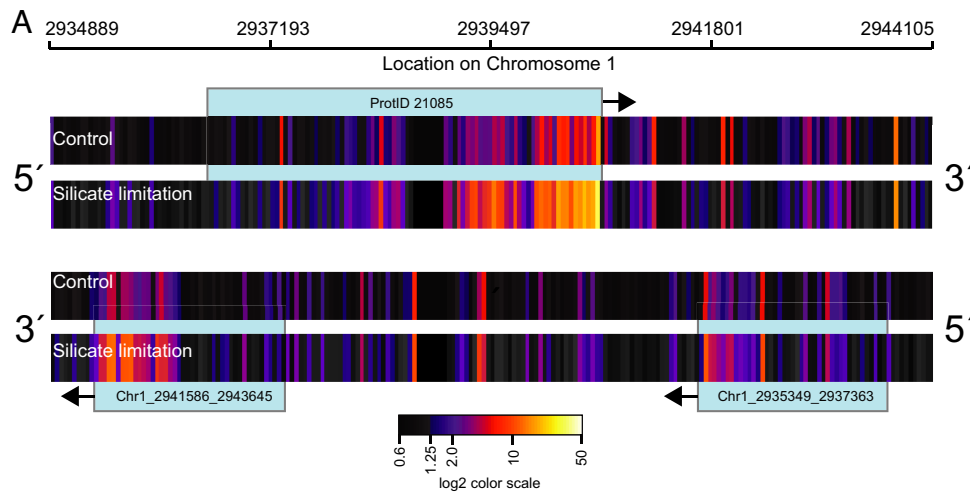 A
2934889 2937193 2939497 2941801 2944105
Location on Chromosome 1
ProtID 21085
Control
5´ 3´
Silicate limitation
Control
3´ 5´
Silicate limitation
Chr1_2941586_2943645 Chr1_2935349_2937363
0.6 1.25 2.0 10 50
log2 color scale